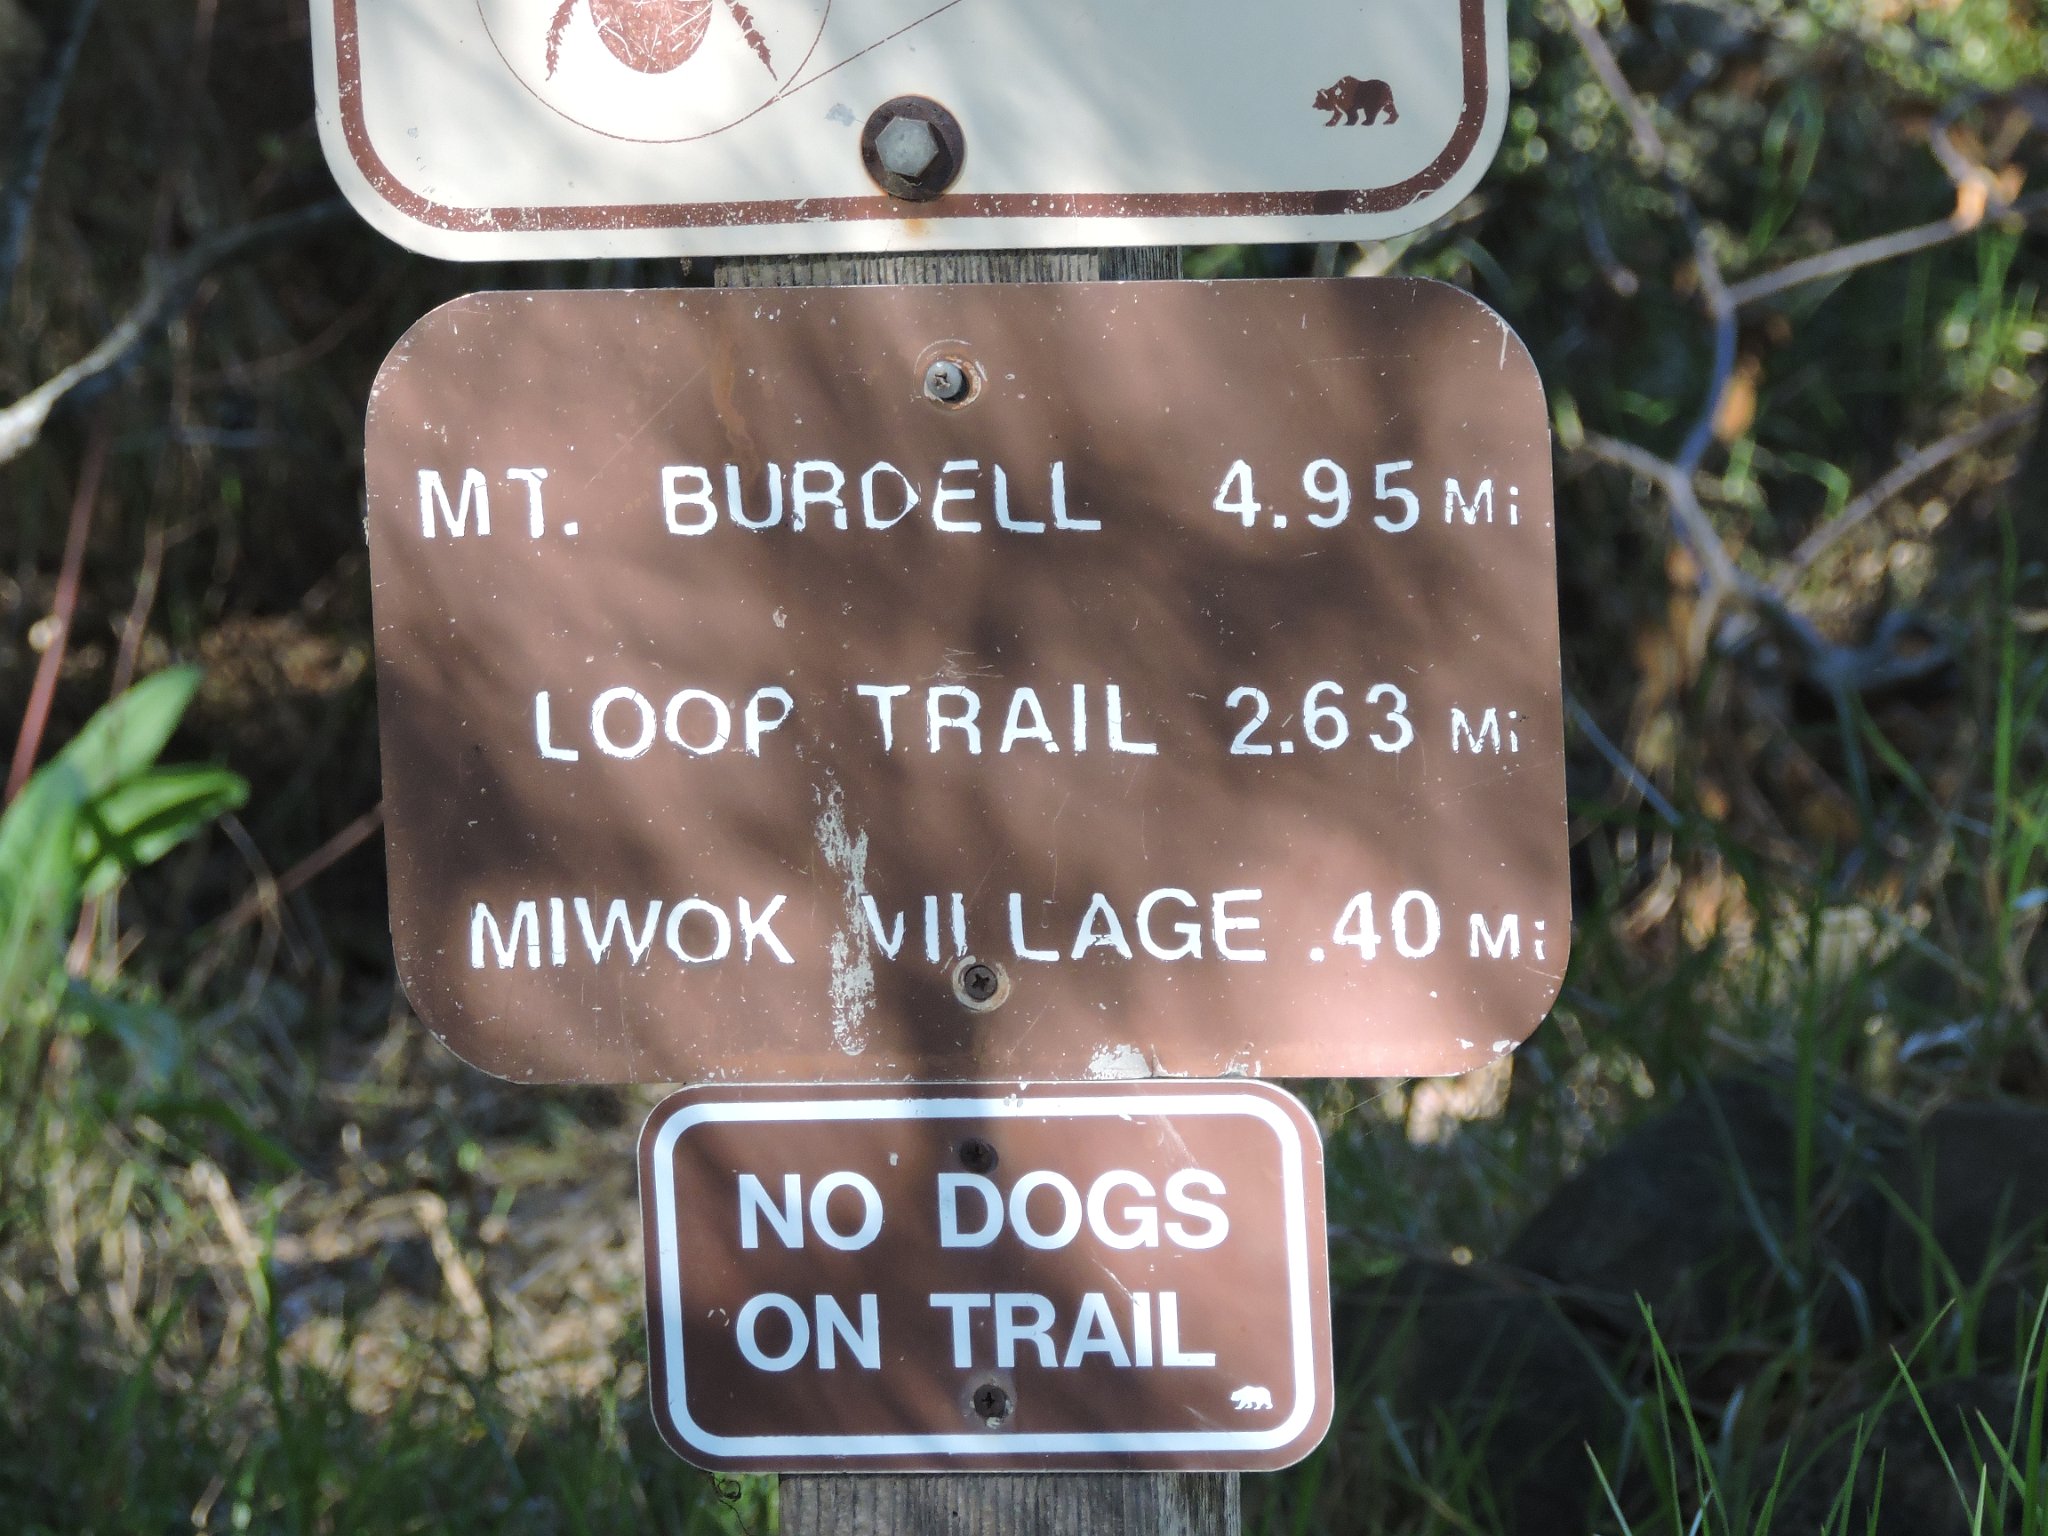 MT. BURDELL 4.95 Mi
LOOP TRAIL 2.63 Mi
MIWOK VILLAGE .40 Mi
NO DOGS
ON TRAIL